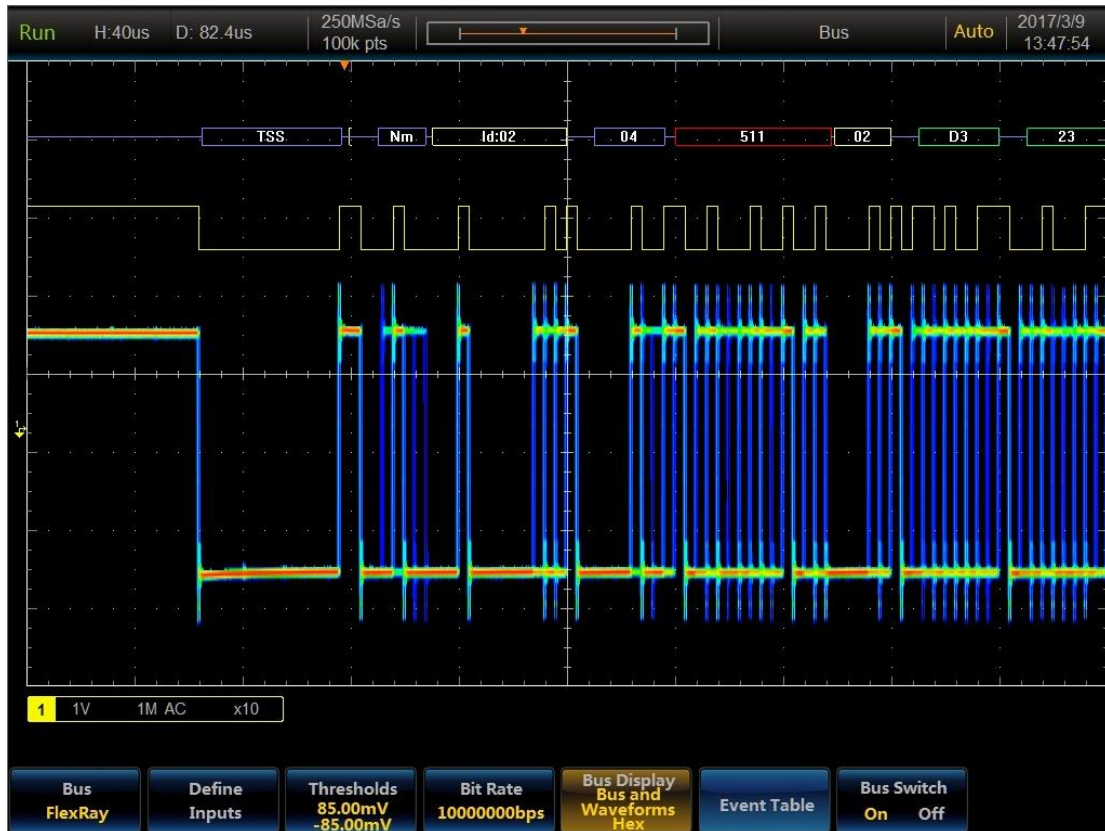 Run H:40us D: 82.4us 250MSa/s Bus Auto 2017/3/9
100k pts 13:47:54
TSS Nm Id:02 04 511 02 D3 23
1
1 1V 1M AC x10
Bus
FlexRay
Define
Inputs
Thresholds
85.00mV
-85.00mV
Bit Rate
10000000bps
Bus Display
Bus and
Waveforms
Hex
Event Table
Bus Switch
On Off